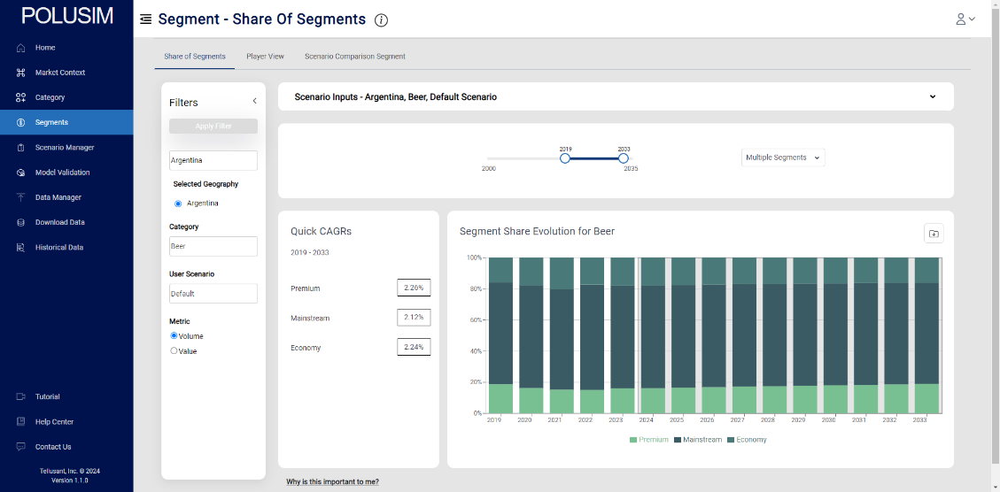 POLUSIM
Home
Market Context
Category
Segments
Scenario Manager
Model Validation
Data Manager
Download Data
Historical Data
Tutorial
Help Center
Contact Us
Tellusant, Inc. © 2024
Version 1.1.0
Segment - Share Of Segments
Share of Segments
Player View
Scenario Comparison Segment
Filters
Apply Filter
Argentina
Selected Geography
Argentina
Category
Beer
User Scenario
Default
Metric
Volume
Value
Scenario Inputs - Argentina, Beer, Default Scenario
2019 2033
2000 2035
Multiple Segments
Quick CAGRs
2019 - 2033
Premium 2.26%
Mainstream 2.12%
Economy 2.24%
Segment Share Evolution for Beer
100%
80%
60%
40%
20%
0%
2019 2020 2021 2022 2023 2024 2025 2026 2027 2028 2029 2030 2031 2032 2033
Premium Mainstream Economy
Why is this important to me?